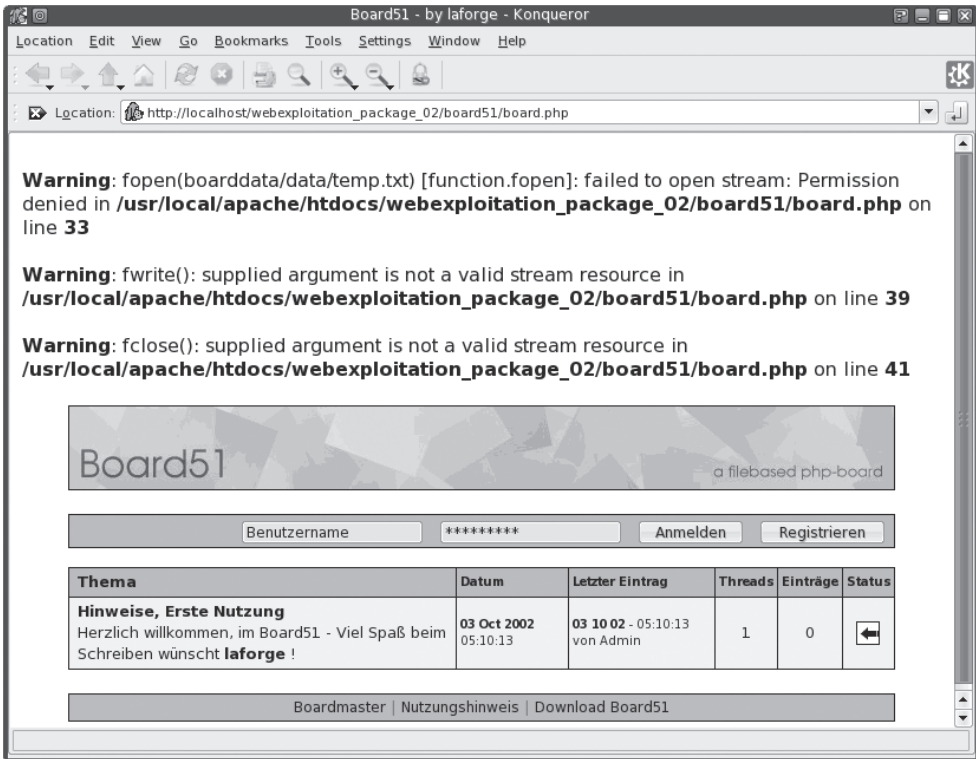 Board51 - by laforge - Konqueror
Location Edit View Go Bookmarks Tools Settings Window Help
Location: http://localhost/webexploitation_package_02/board51/board.php
Warning: fopen(boarddata/data/temp.txt) [function.fopen]: failed to open stream: Permission
denied in /usr/local/apache/htdocs/webexploitation_package_02/board51/board.php on
line 33
Warning: fwrite(): supplied argument is not a valid stream resource in
/usr/local/apache/htdocs/webexploitation_package_02/board51/board.php on line 39
Warning: fclose(): supplied argument is not a valid stream resource in
/usr/local/apache/htdocs/webexploitation_package_02/board51/board.php on line 41
Board51 a filebased php-board
Benutzername ********* Anmelden Registrieren
Thema Datum Letzter Eintrag Threads Einträge Status
Hinweise, Erste Nutzung
Herzlich willkommen, im Board51 - Viel Spaß beim
Schreiben wünscht laforge !
03 Oct 2002
05:10:13
03 10 02 - 05:10:13
von Admin
1
0
Boardmaster | Nutzungshinweis | Download Board51